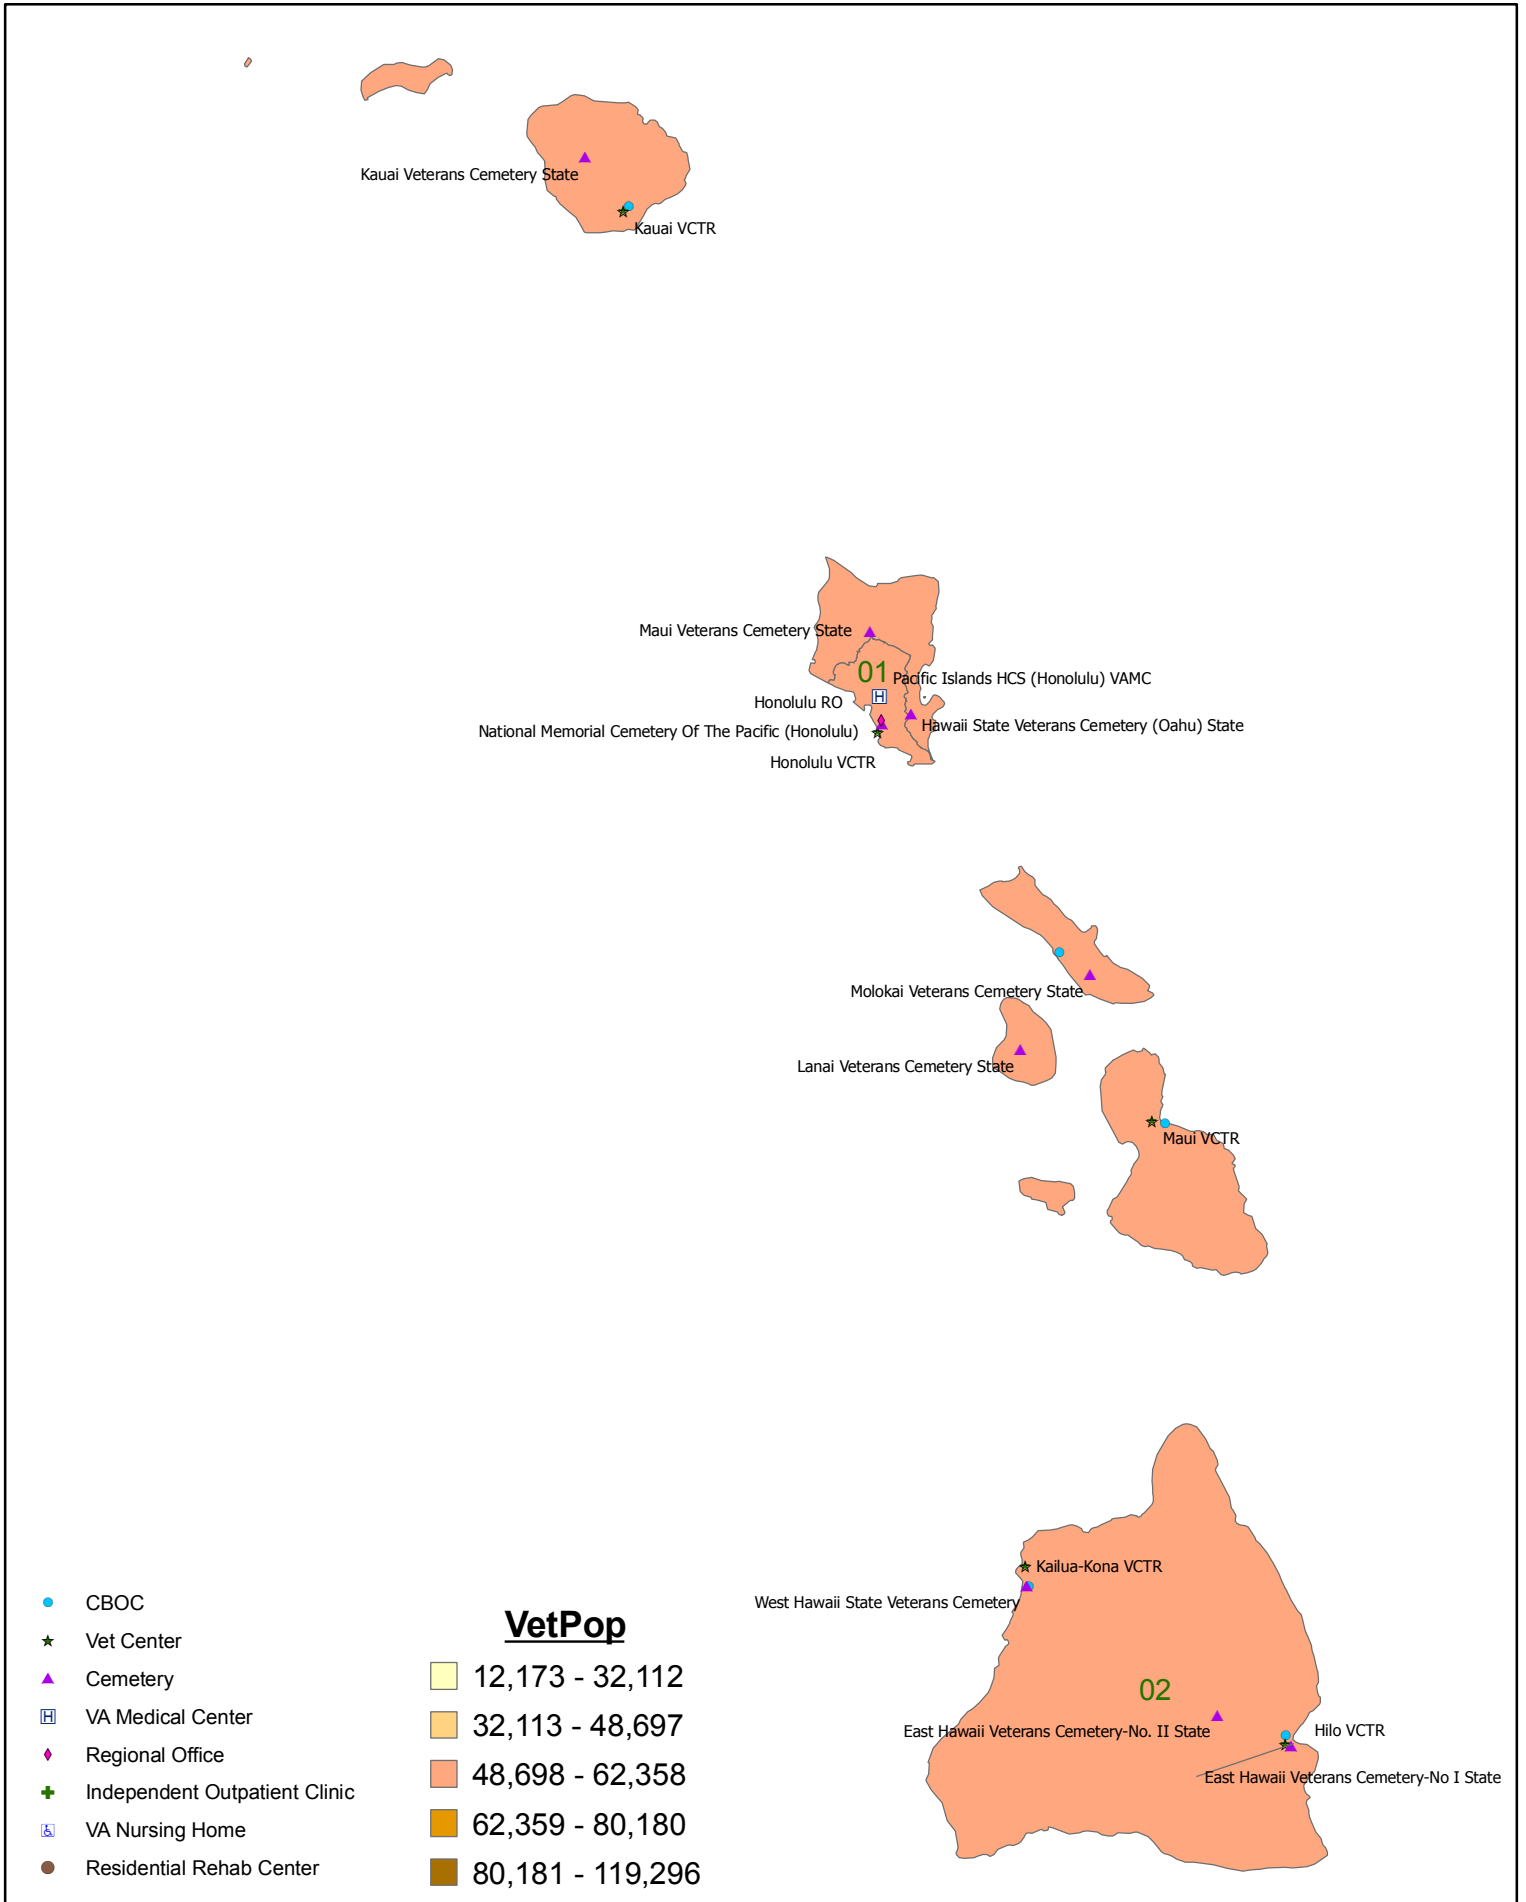 Kauai Veterans Cemetery State
Kauai VCTR
Maui Veterans Cemetery State
01
Pacific Islands HCS (Honolulu) VAMC
H
Honolulu RO
Hawaii State Veterans Cemetery (Oahu) State
National Memorial Cemetery Of The Pacific (Honolulu)
Honolulu VCTR
Molokai Veterans Cemetery State
Lanai Veterans Cemetery State
Maui VCTR
Kailua-Kona VCTR
West Hawaii State Veterans Cemetery
02
East Hawaii Veterans Cemetery-No. II State
Hilo VCTR
East Hawaii Veterans Cemetery-No I State
CBOC
Vet Center
Cemetery
H VA Medical Center
Regional Office
Independent Outpatient Clinic
VA Nursing Home
Residential Rehab Center
VetPop
12,173 - 32,112
32,113 - 48,697
48,698 - 62,358
62,359 - 80,180
80,181 - 119,296